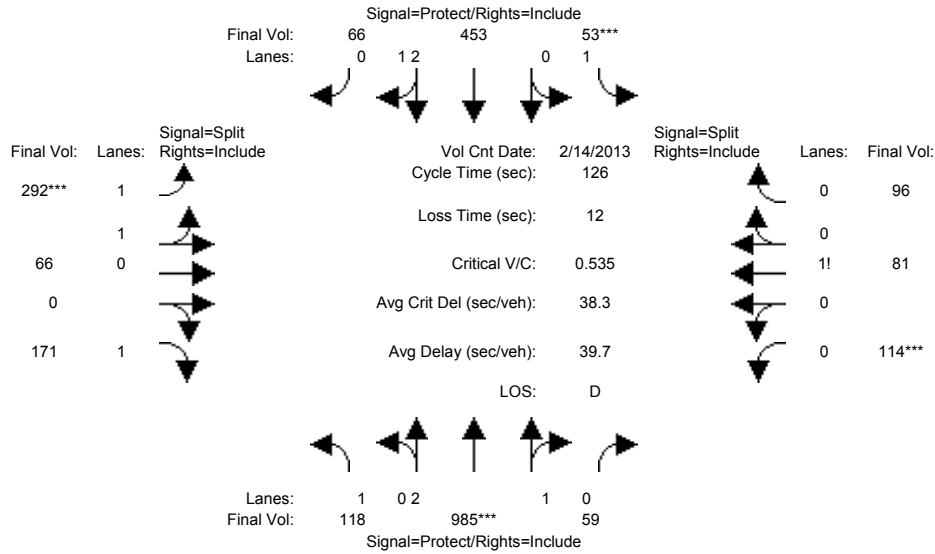 Signal=Protect/Rights=Include
Final Vol: 66 453 53***
Lanes: 0 1 2 0 1
Signal=Split Signal=Split
Final Vol: Lanes: Rights=Include Vol Cnt Date: 2/14/2013 Rights=Include Lanes: Final Vol:
Cycle Time (sec): 126
292*** 1 0 96
Loss Time (sec): 12
1 0
66 0 Critical V/C: 0.535 1! 81
0 Avg Crit Del (sec/veh): 38.3 0
171 1 Avg Delay (sec/veh): 39.7 0 114***
LOS: D
Lanes: 1 0 2 1 0
Final Vol: 118 985*** 59
Signal=Protect/Rights=Include